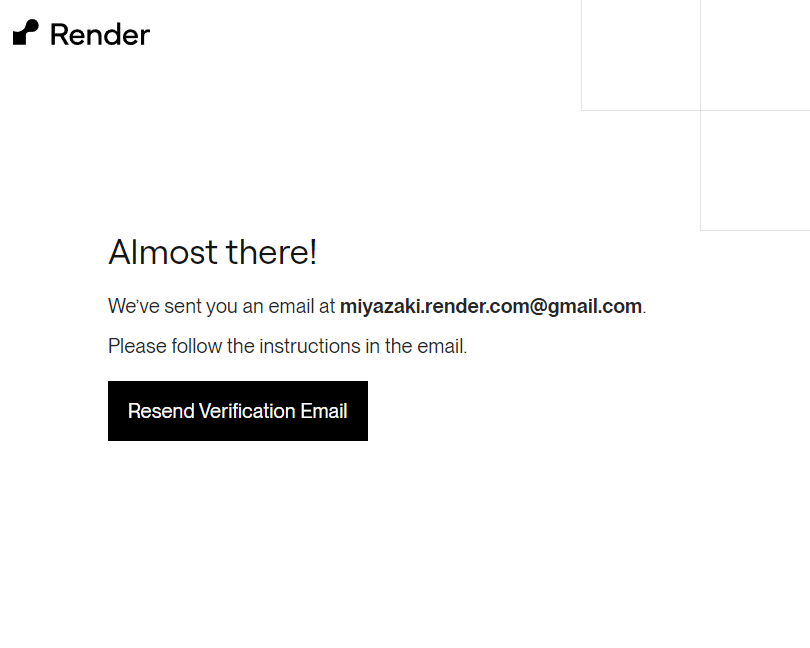 Render
Almost there!
We've sent you an email at miyazaki.render.com@gmail.com.
Please follow the instructions in the email.
Resend Verification Email